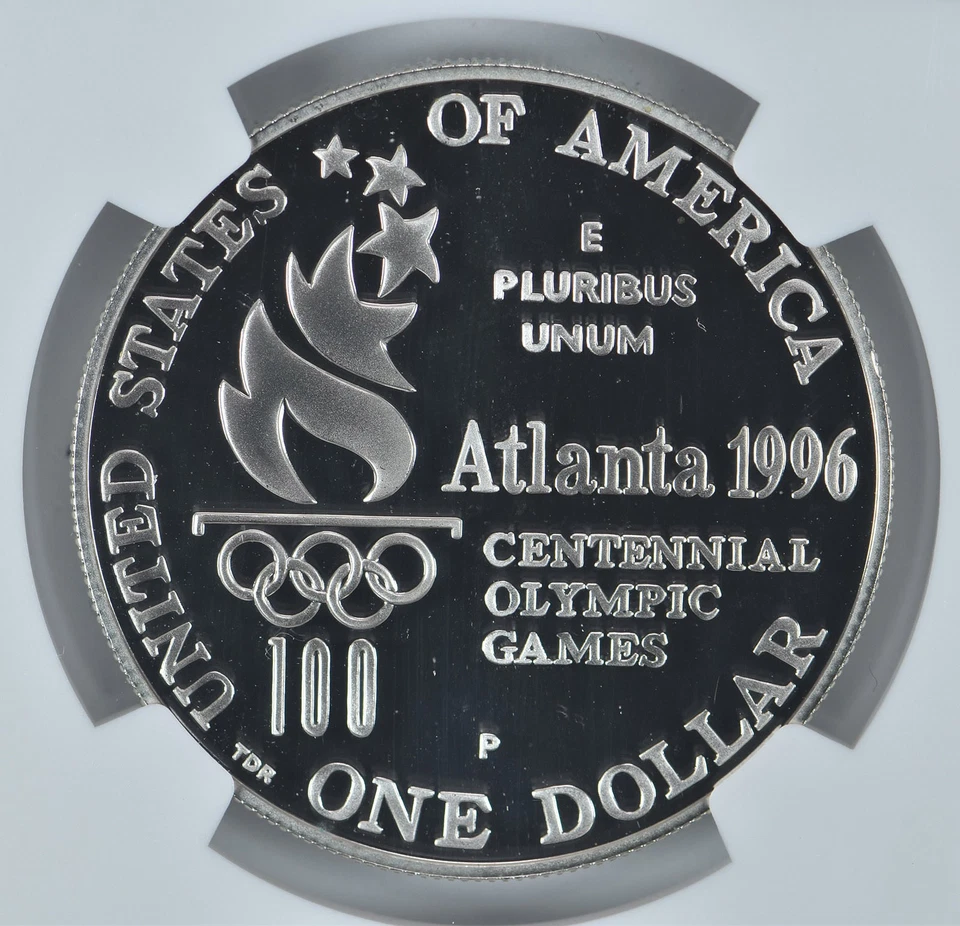 UNITED STATES OF AMERICA
E
PLURIBUS
UNUM
Atlanta 1996
CENTENNIAL
OLYMPIC
GAMES
100
P
TDR
ONE DOLLAR